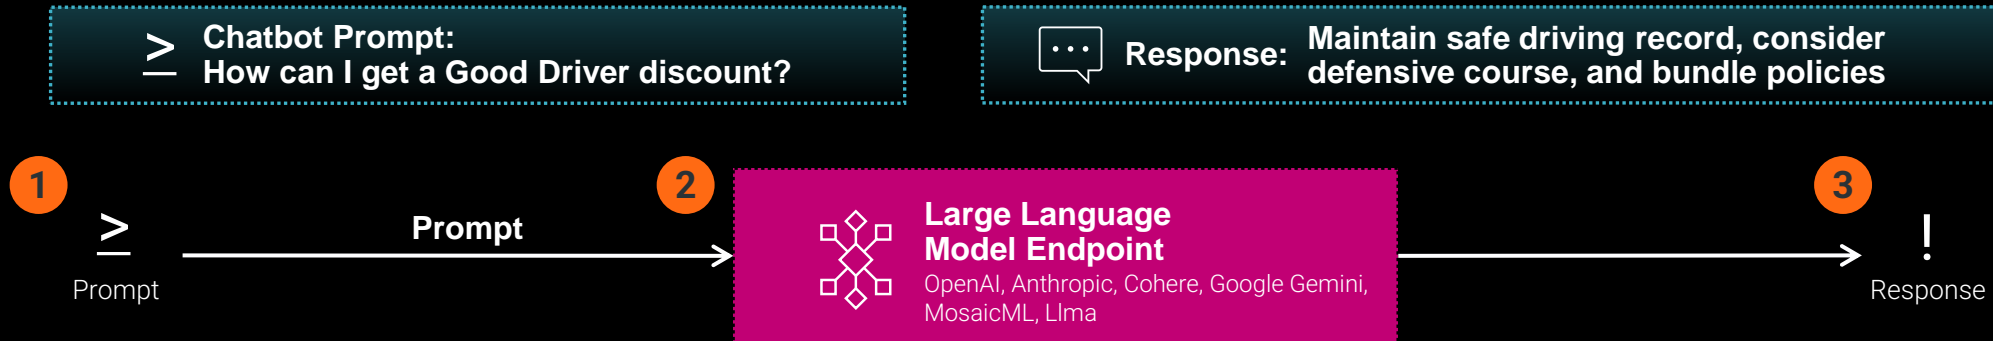 Chatbot Prompt:
How can I get a Good Driver discount?
Response:
Maintain safe driving record, consider
defensive course, and bundle policies
1
2
3
Prompt
Prompt
Large Language
Model Endpoint
OpenAI, Anthropic, Cohere, Google Gemini,
MosaicML, Llma
!
Response